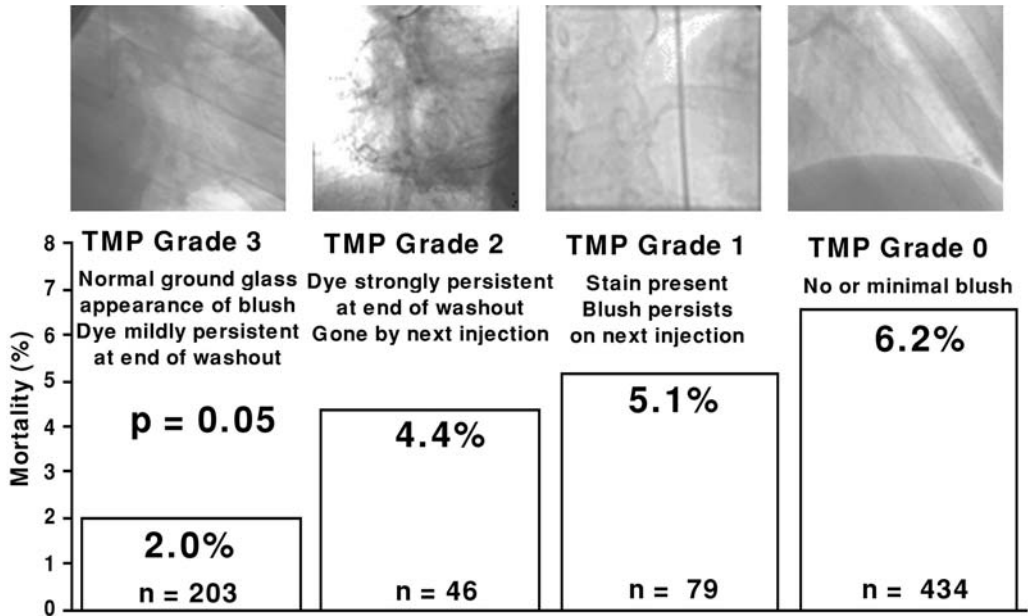 TMP Grade 3
Normal ground glass
appearance of blush
Dye mildly persistent
at end of washout
TMP Grade 2
Dye strongly persistent
at end of washout
Gone by next injection
TMP Grade 1
Stain present
Blush persists
on next injection
TMP Grade 0
No or minimal blush
Mortality (%)
8
7
6
5
4
3
2
1
0
p = 0.05
2.0%
n = 203
4.4%
n = 46
5.1%
n = 79
6.2%
n = 434